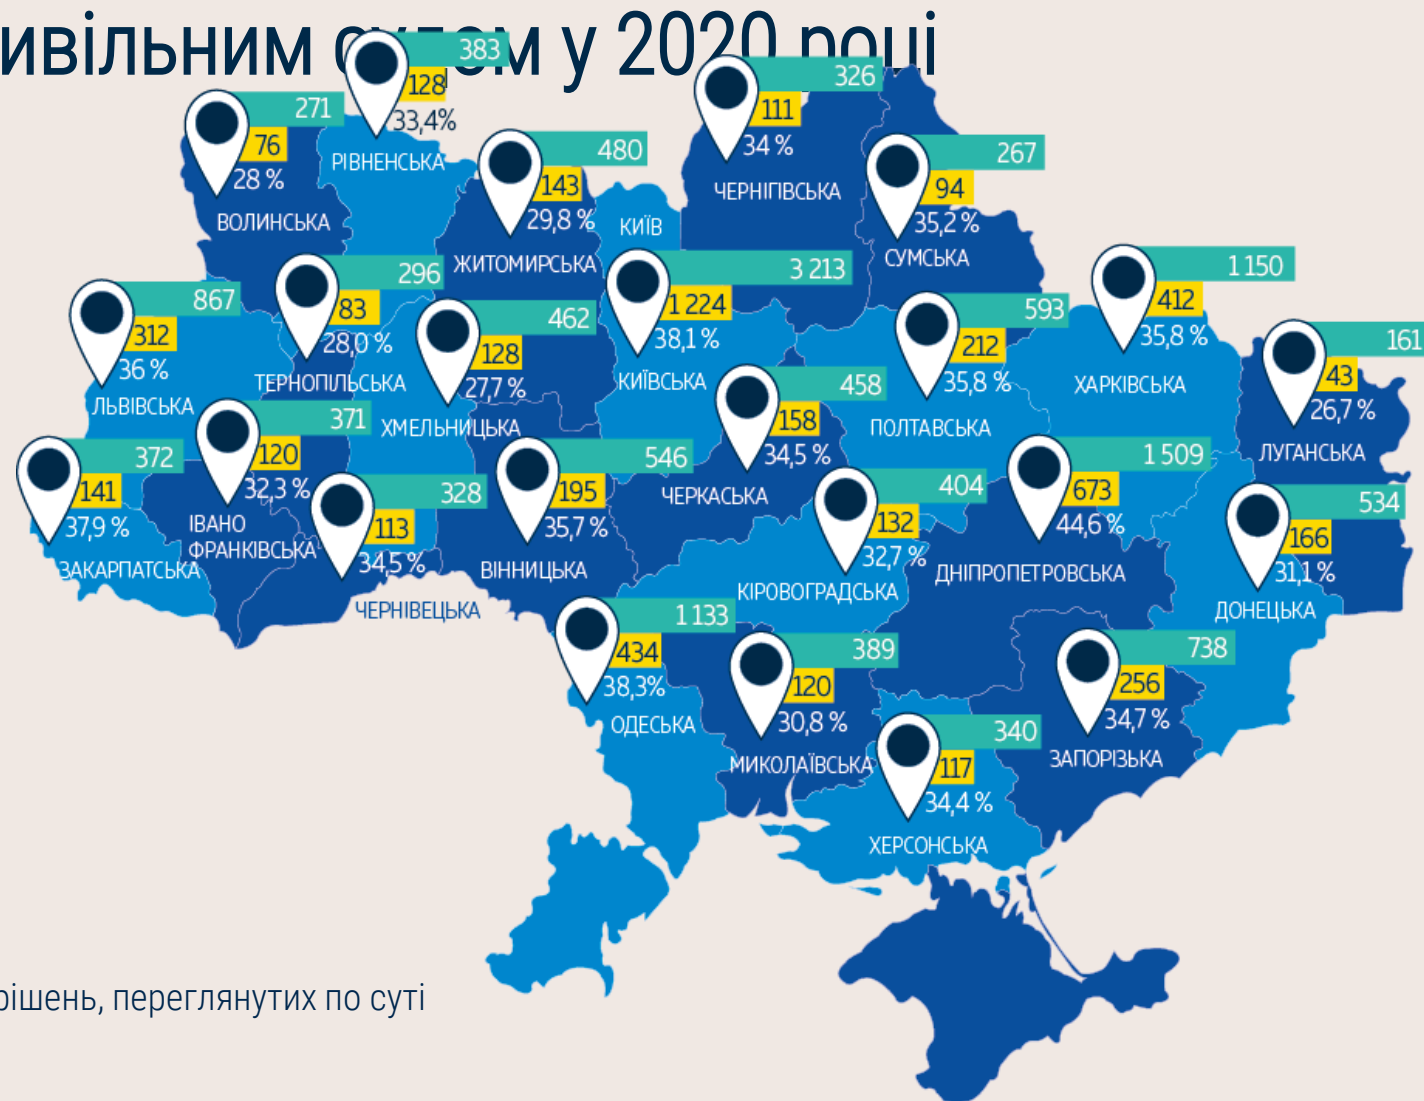 ивільним судом у 2020 році
383
128
33,4%
РІВНЕНСЬКА
326
111
34 %
ЧЕРНІГІВСЬКА
271
76
28 %
ВОЛИНСЬКА
480
143
29,8 %
ЖИТОМИРСЬКА
267
94
35,2 %
СУМСЬКА
КИЇВ
3 213
1 224
38,1 %
КИЇВСЬКА
296
83
28,0 %
ТЕРНОПІЛЬСЬКА
1 150
412
35,8 %
ХАРКІВСЬКА
867
312
36 %
ЛЬВІВСЬКА
462
128
27,7 %
ХМЕЛЬНИЦЬКА
593
212
35,8 %
ПОЛТАВСЬКА
161
43
26,7 %
ЛУГАНСЬКА
458
158
34,5 %
ЧЕРКАСЬКА
371
120
32,3 %
ІВАНО
ФРАНКІВСЬКА
372
141
37,9 %
ЗАКАРПАТСЬКА
328
113
34,5 %
ЧЕРНІВЕЦЬКА
546
195
35,7 %
ВІННИЦЬКА
404
132
32,7 %
КІРОВОГРАДСЬКА
1 509
673
44,6 %
ДНІПРОПЕТРОВСЬКА
534
166
31,1 %
ДОНЕЦЬКА
1 133
434
38,3%
ОДЕСЬКА
389
120
30,8 %
МИКОЛАЇВСЬКА
738
256
34,7 %
ЗАПОРІЗЬКА
340
117
34,4 %
ХЕРСОНСЬКА
рішень, переглянутих по суті